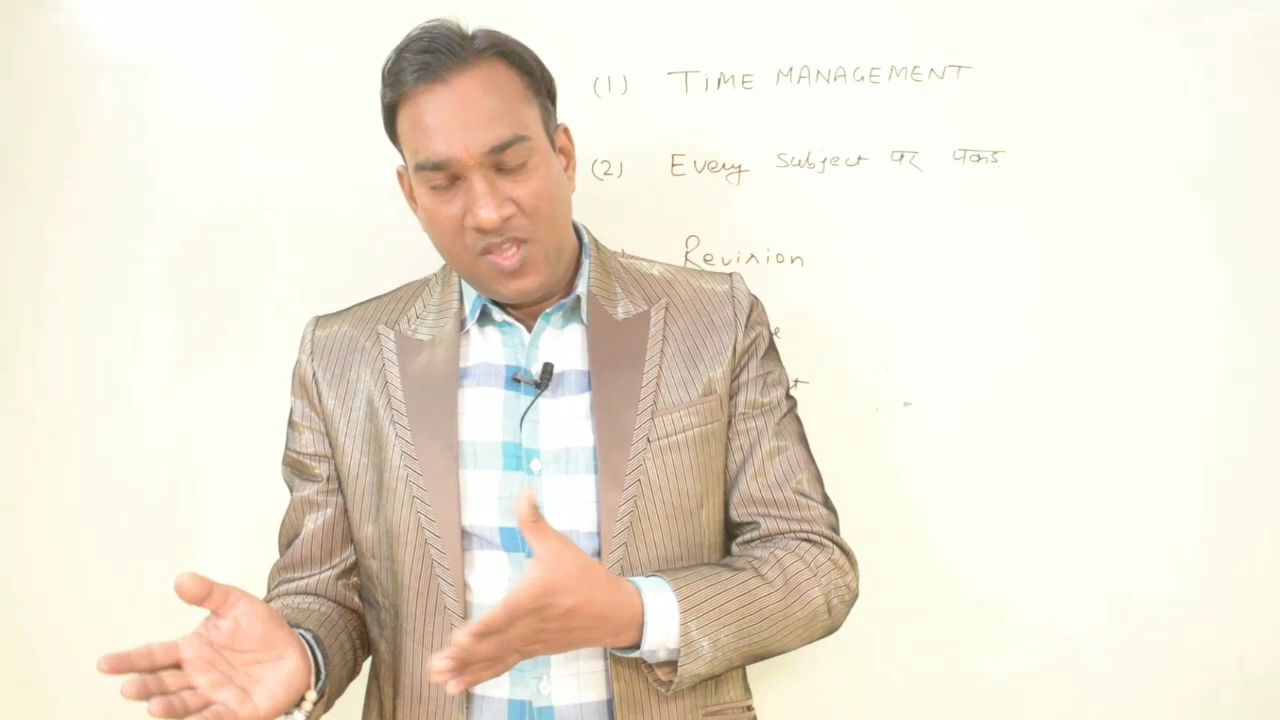 (1) TIME MANAGEMENT
(2) Every subject पर पकड
Revision